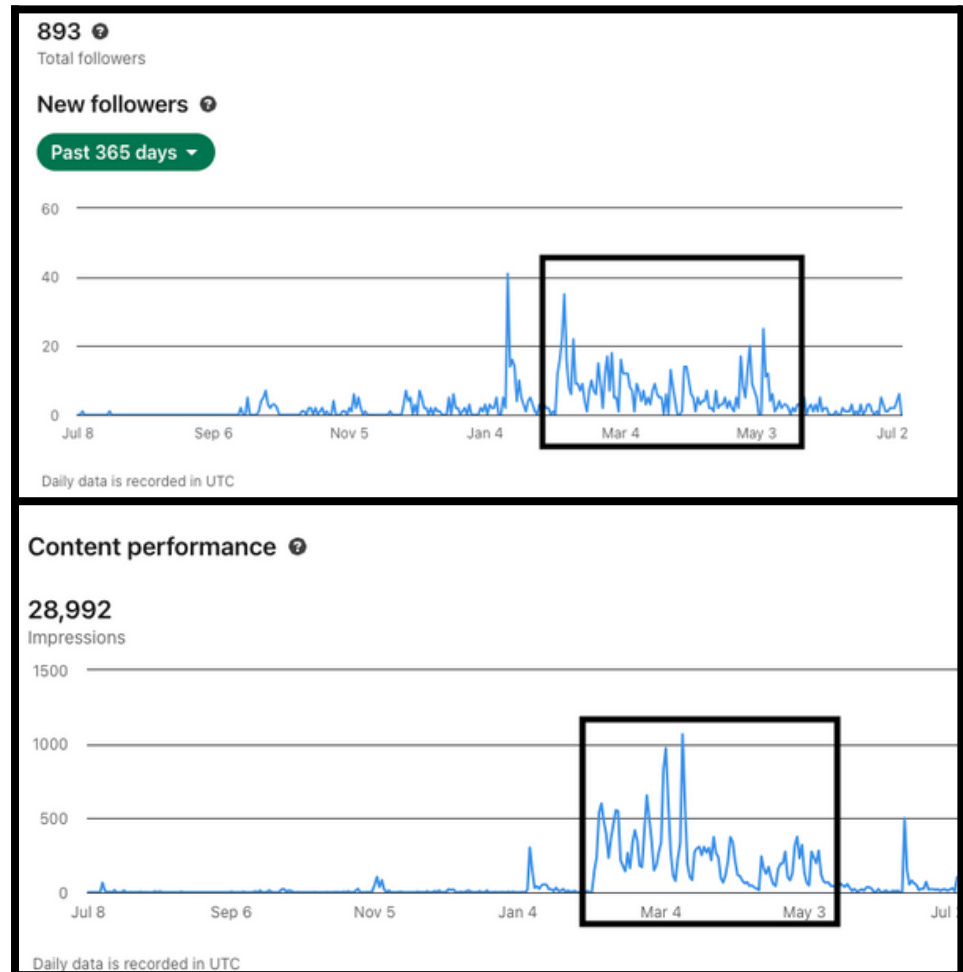 893
Total followers
New followers
Past 365 days
60
40
20
0
Jul 8 Sep 6 Nov 5 Jan 4 Mar 4 May 3 Jul 2
Daily data is recorded in UTC
Content performance
28,992
Impressions
1500
1000
500
0
Jul 8 Sep 6 Nov 5 Jan 4 Mar 4 May 3 Jul
Daily data is recorded in UTC